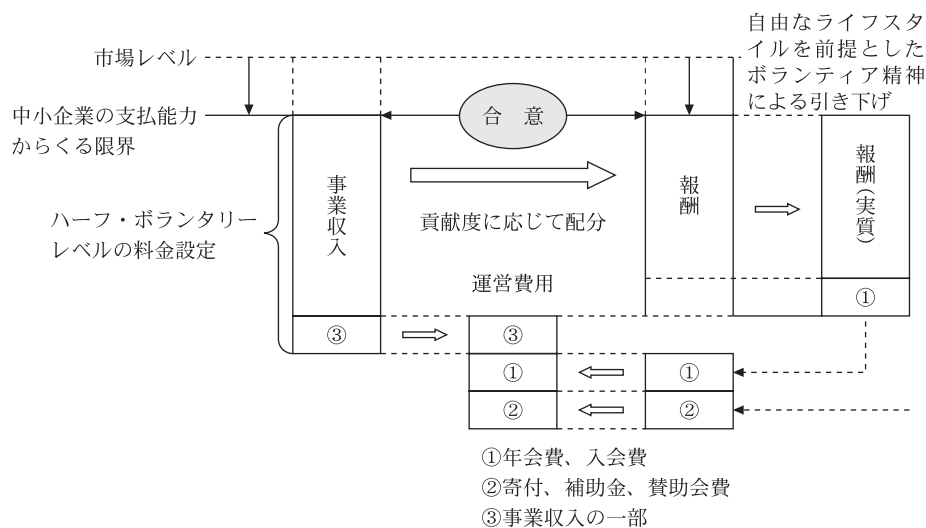 自由なライフスタ
イルを前提とした
ボランティア精神
による引き下げ
市場レベル
中小企業の支払能力
からくる限界
合 意
事業収入
報酬
報酬(実質)
貢献度に応じて配分
ハーフ・ボランタリー
レベルの料金設定
運営費用
①
③
③
①
①
②
②
①年会費、入会費
②寄付、補助金、賛助会費
③事業収入の一部